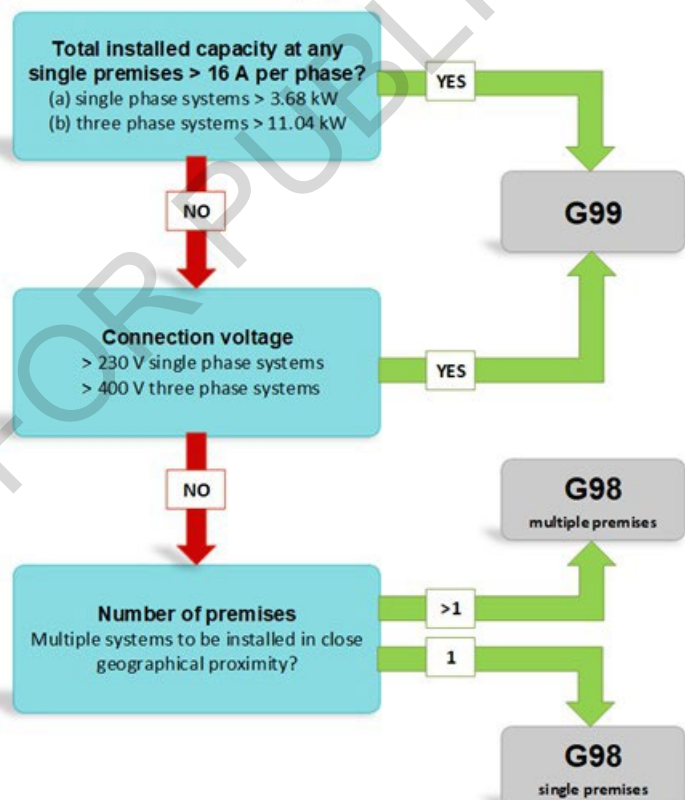 Total installed capacity at any
single premises > 16 A per phase?
(a) single phase systems > 3.68 kW
(b) three phase systems > 11.04 kW
YES
NO
G99
Connection voltage
> 230 V single phase systems
> 400 V three phase systems
YES
NO
G98
multiple premises
Number of premises
Multiple systems to be installed in close
geographical proximity?
>1
1
G98
single premises
FOR PUBLI